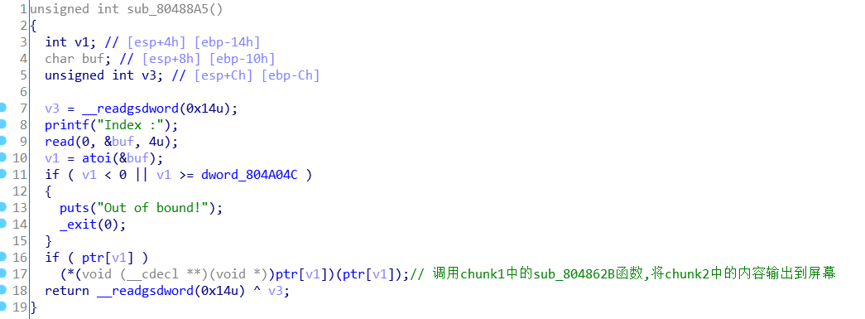 1 unsigned int sub_80488A5()
2 {
3 int v1; // [esp+4h] [ebp-14h]
4 char buf; // [esp+8h] [ebp-10h]
5 unsigned int v3; // [esp+Ch] [ebp-Ch]
6
7 v3 = __readgsdword(0x14u);
8 printf("Index :");
9 read(0, &buf, 4u);
10 v1 = atoi(&buf);
11 if ( v1 < 0 || v1 >= dword_804A04C )
12 {
13 puts("Out of bound!");
14 _exit(0);
15 }
16 if ( ptr[v1] )
17 (*(void (__cdecl **)(void *))ptr[v1])(ptr[v1]);// 调用chunk1中的sub_804862B函数,将chunk2中的内容输出到屏幕
18 return __readgsdword(0x14u) ^ v3;
19 }